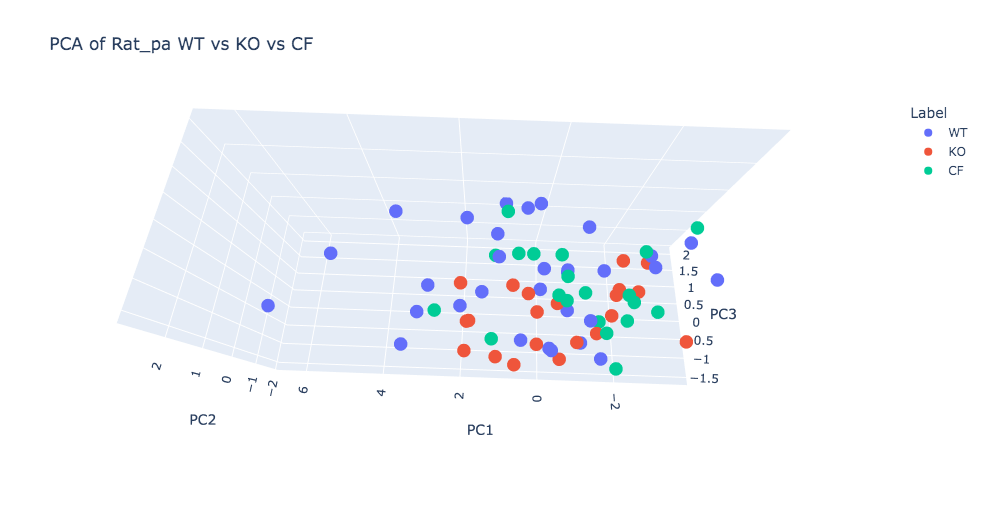 PCA of Rat_pa WT vs KO vs CF
Label
WT
KO
CF
2
1.5
1
0.5
0
0.5
−1
−1.5
PC3
2
1
0
−1
−2
PC2
6
4
2
0
−2
PC1